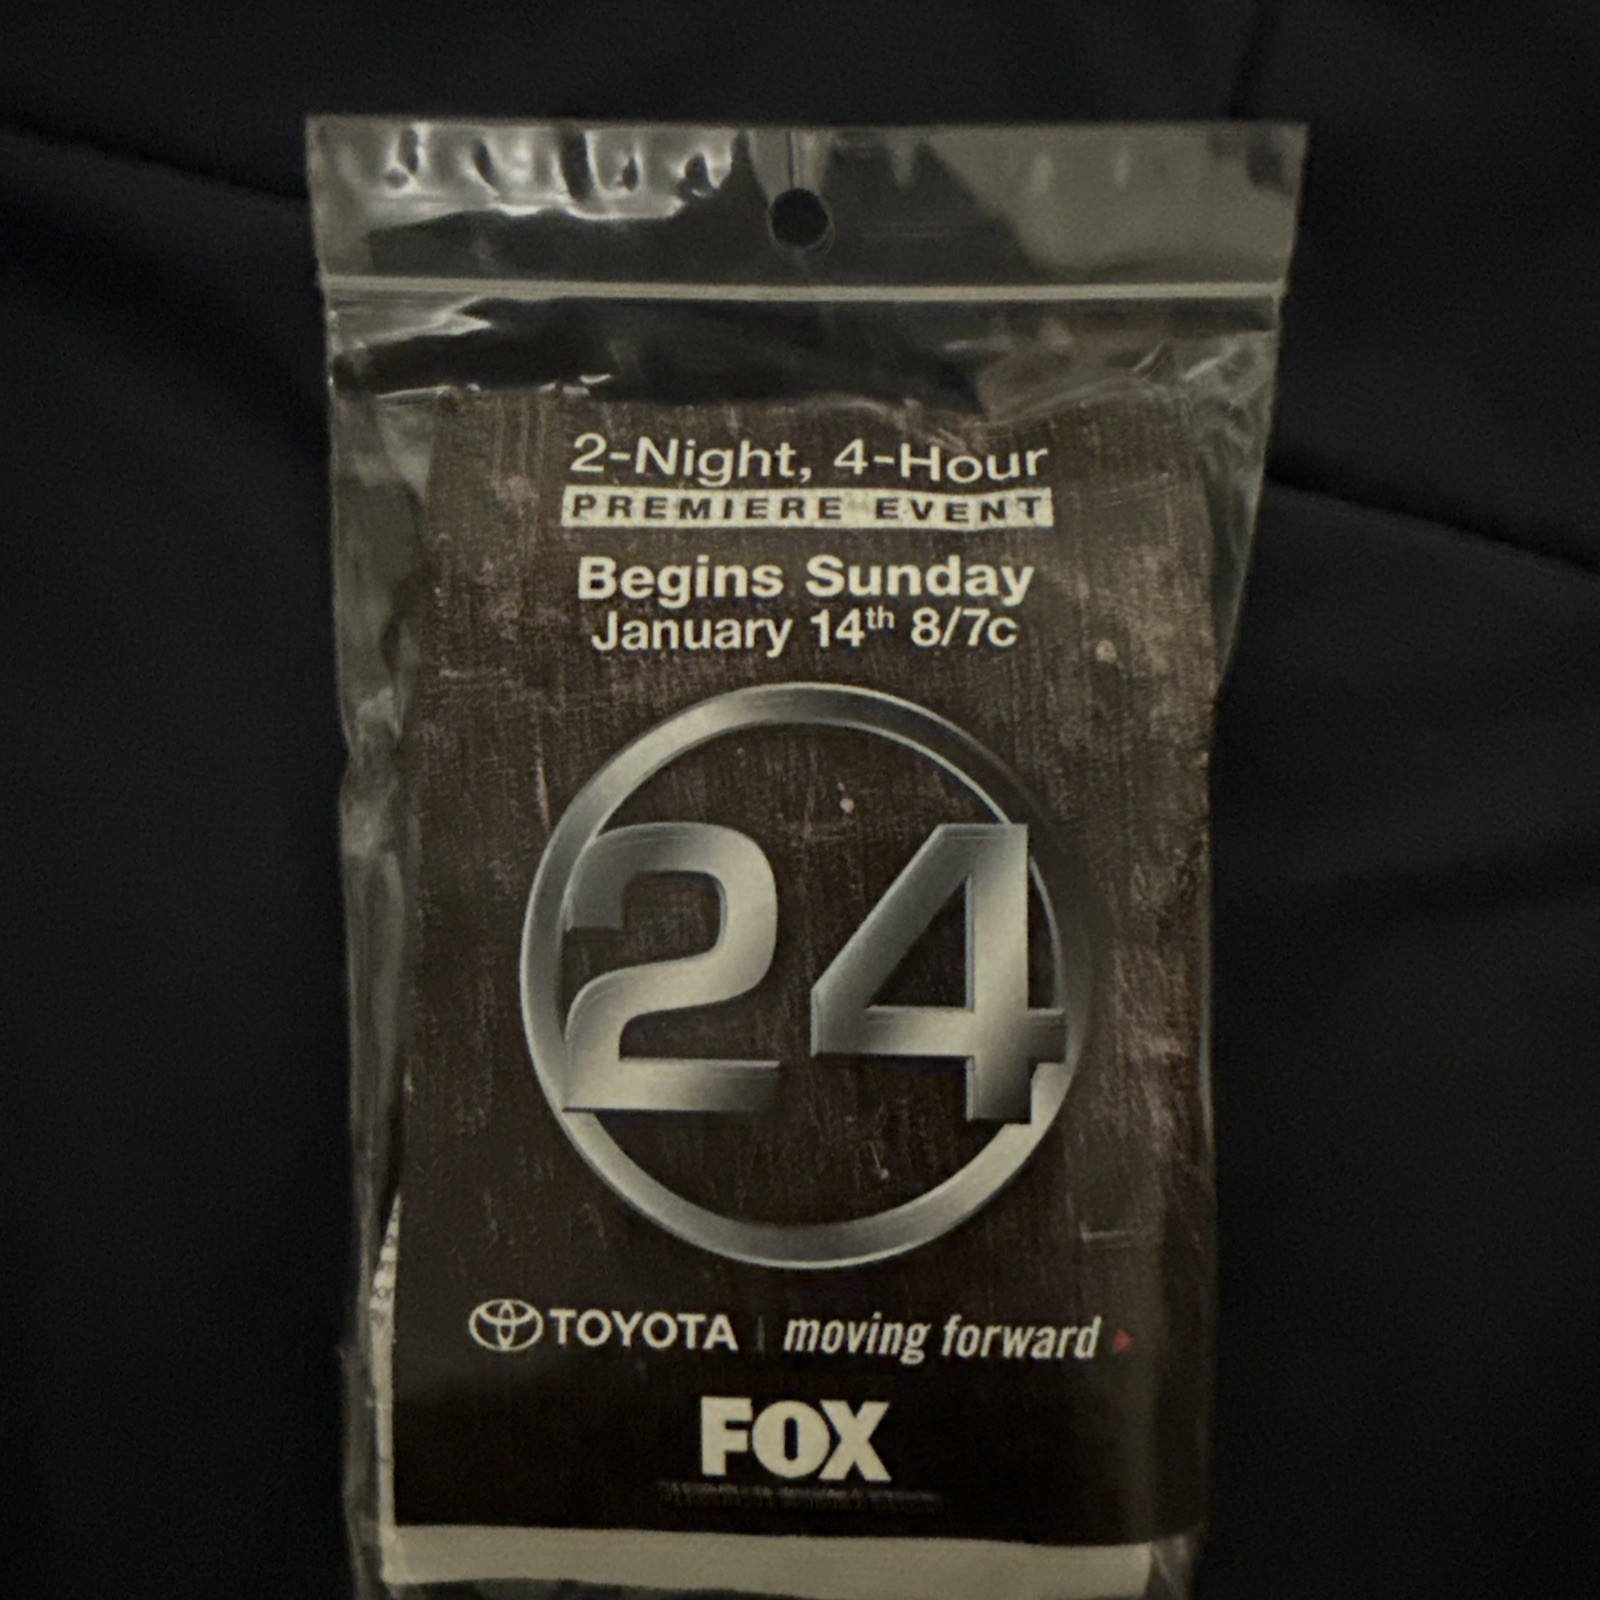 2-Night, 4-Hour
PREMIERE EVENT
Begins Sunday
January 14th 8/7c
24
TOYOTA | moving forward
FOX